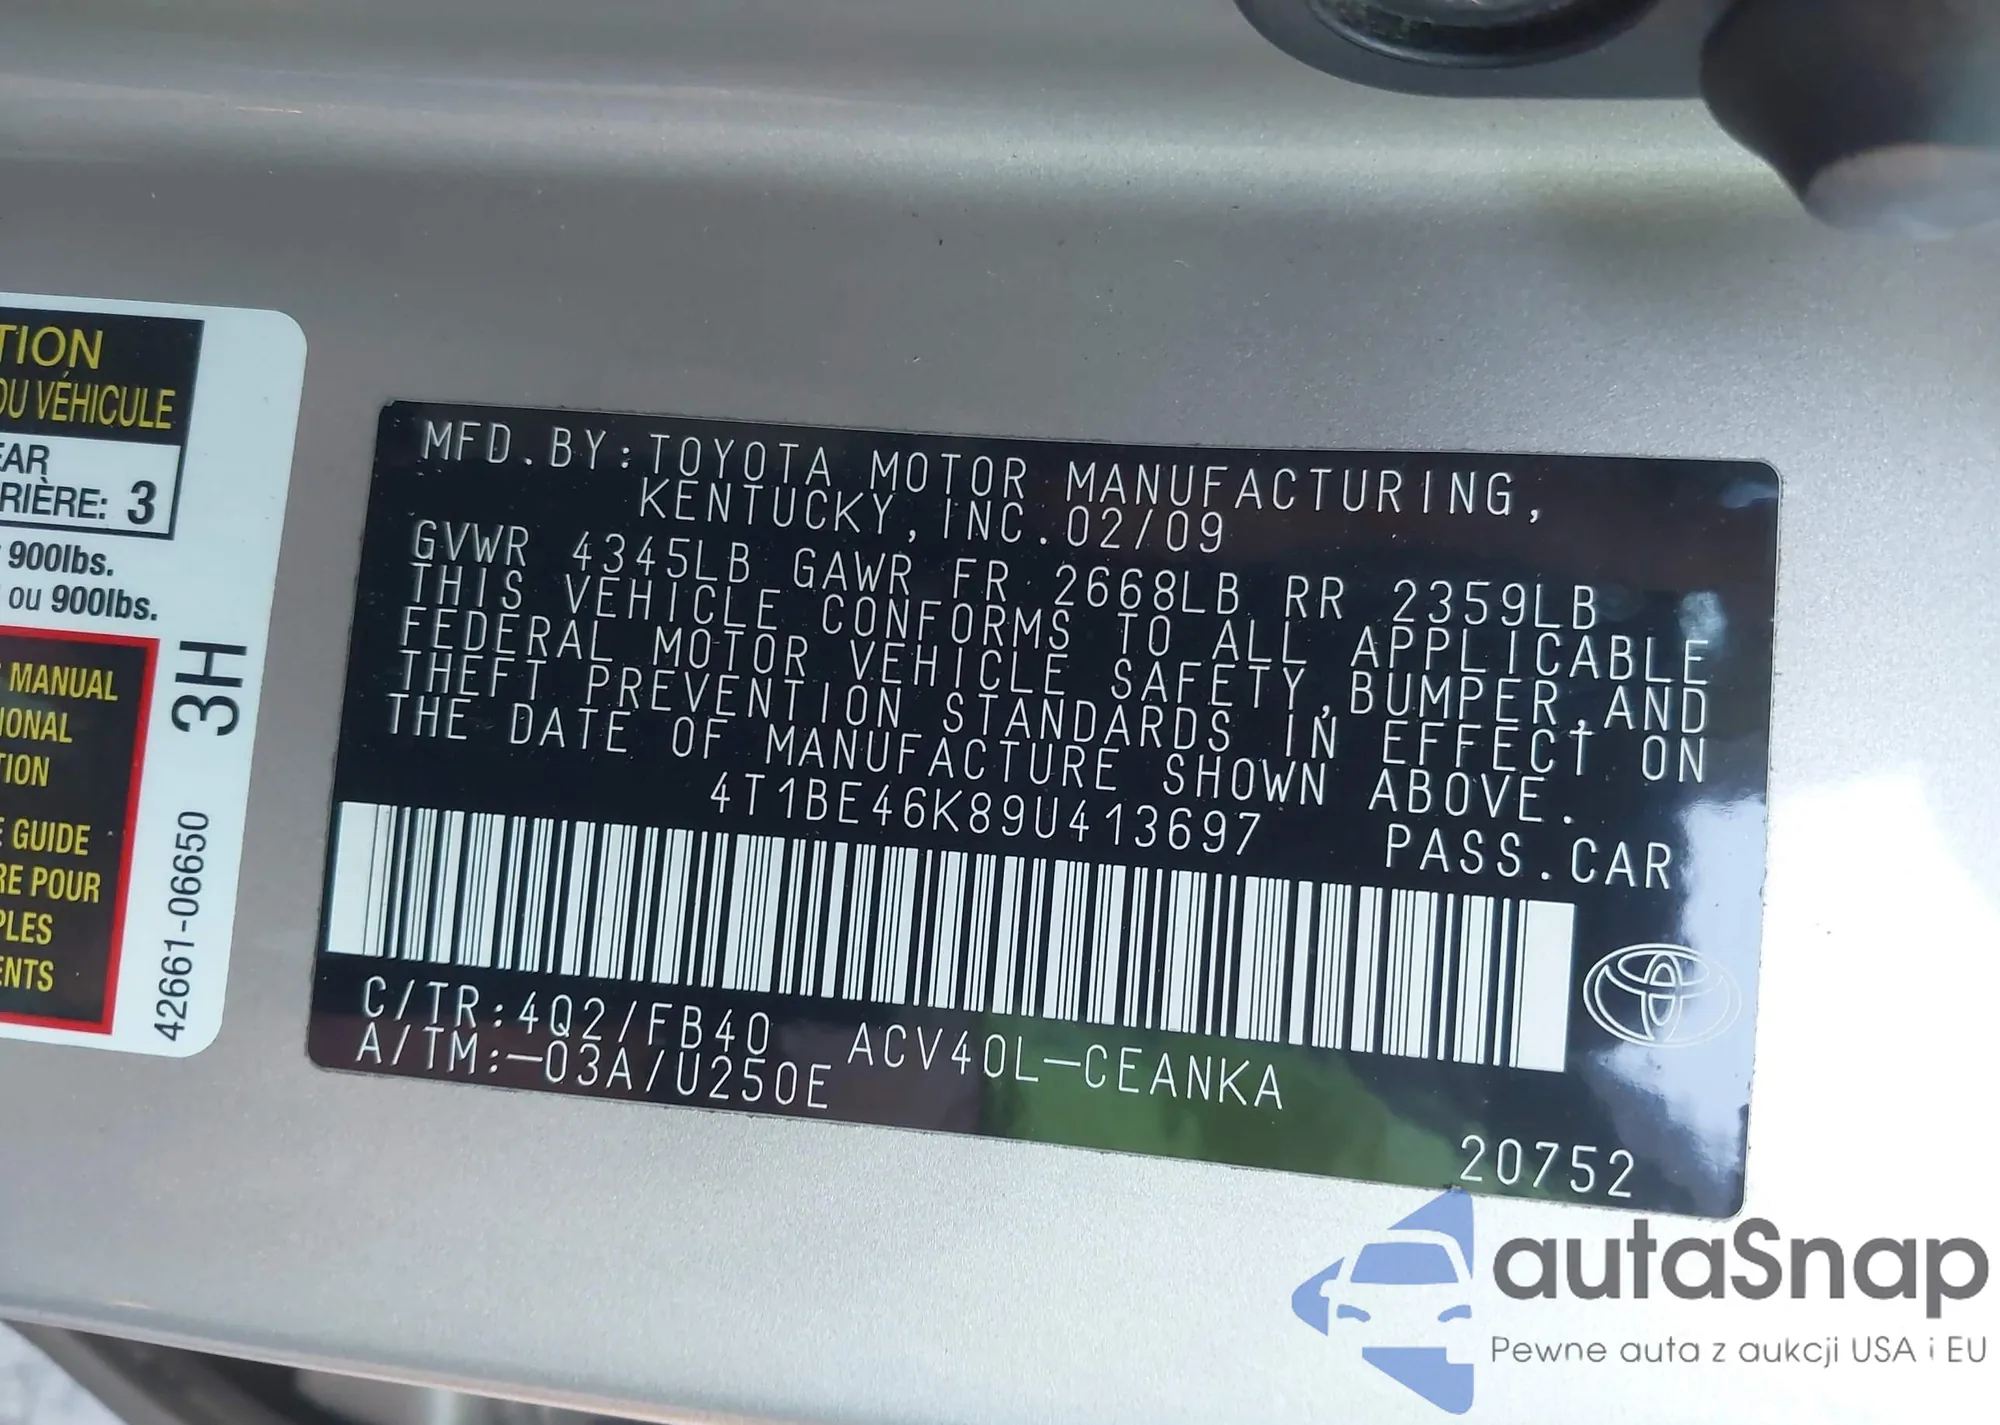 TION
DU VÉHICULE
EAR
RIÈRE: 3
900lbs.
ou 900lbs.
MANUAL
IONAL
TION
E GUIDE
RE POUR
PLES
ENTS
3H
42661-06650
MFD.BY:TOYOTA MOTOR MANUFACTURING,
KENTUCKY,INC.02/09
GVWR 4345LB GAWR FR 2668LB RR 2359LB
THIS VEHICLE CONFORMS TO ALL APPLICABLE
FEDERAL MOTOR VEHICLE SAFETY,BUMPER,AND
THEFT PREVENTION STANDARDS IN EFFECT ON
THE DATE OF MANUFACTURE SHOWN ABOVE.
4T1BE46K89U413697 PASS.CAR
C/TR:4Q2/FB40 ACV40L-CEANKA
A/TM:-03A/U250E
20752
autaSnap
Pewne auta z aukcji USA i EU